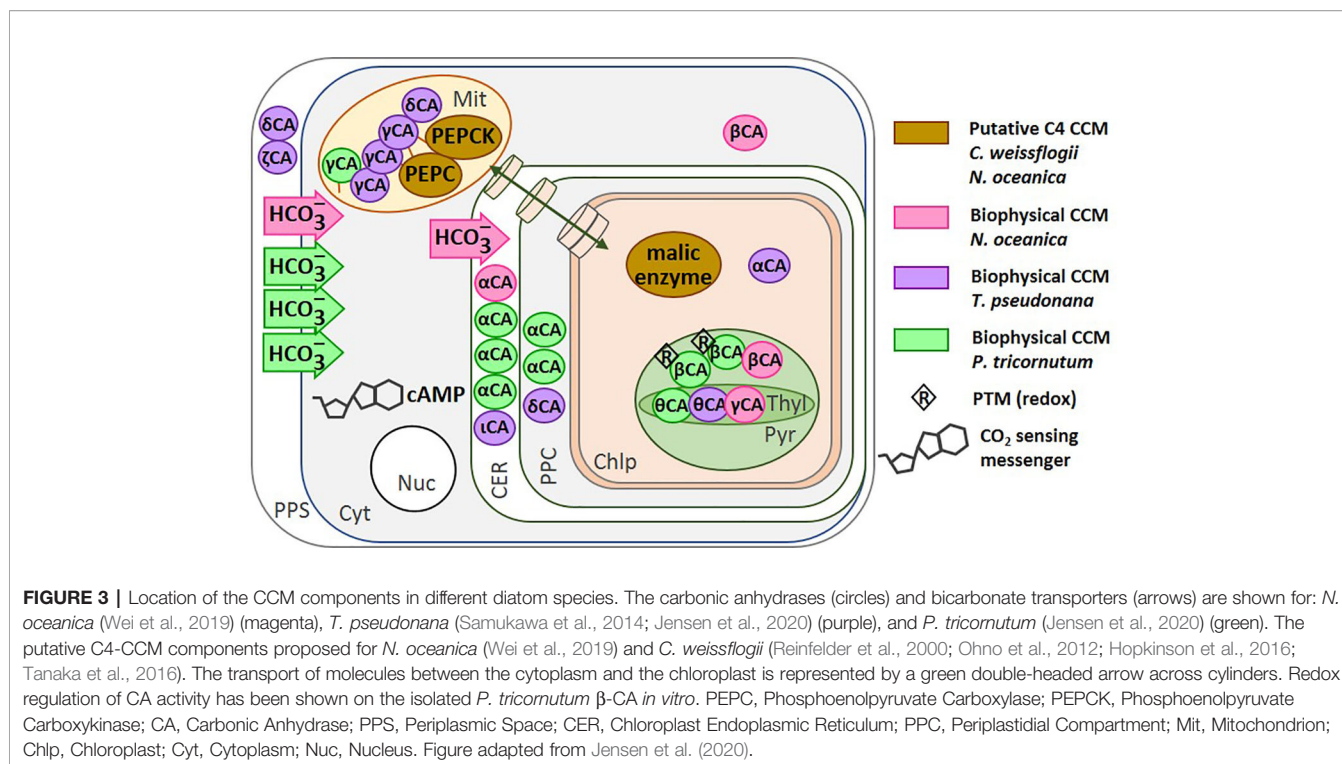 δCA
ζCA
HCO₃⁻
HCO₃⁻
HCO₃⁻
HCO₃⁻
δCA
Mit
γCA
PEPCK
γCA
γCA
PEPC
γCA
βCA
HCO₃⁻
αCA
αCA
αCA
αCA
ιCA
αCA
αCA
δCA
malic
enzyme
αCA
R
R
βCA
βCA
βCA
θCA
θCA
γCA
Thyl
Pyr
cAMP
Nuc
CER
PPC
Chlp
PPS
Cyt
Putative C4 CCM
C. weissflogii
N. oceanica
Biophysical CCM
N. oceanica
Biophysical CCM
T. pseudonana
Biophysical CCM
P. tricornutum
R
PTM (redox)
CO₂ sensing
messenger
FIGURE 3 | Location of the CCM components in different diatom species. The carbonic anhydrases (circles) and bicarbonate transporters (arrows) are shown for: N.
oceanica (Wei et al., 2019) (magenta), T. pseudonana (Samukawa et al., 2014; Jensen et al., 2020) (purple), and P. tricornutum (Jensen et al., 2020) (green). The
putative C4-CCM components proposed for N. oceanica (Wei et al., 2019) and C. weissflogii (Reinfelder et al., 2000; Ohno et al., 2012; Hopkinson et al., 2016;
Tanaka et al., 2016). The transport of molecules between the cytoplasm and the chloroplast is represented by a green double-headed arrow across cylinders. Redox
regulation of CA activity has been shown on the isolated P. tricornutum β-CA in vitro. PEPC, Phosphoenolpyruvate Carboxylase; PEPCK, Phosphoenolpyruvate
Carboxykinase; CA, Carbonic Anhydrase; PPS, Periplasmic Space; CER, Chloroplast Endoplasmic Reticulum; PPC, Periplastidial Compartment; Mit, Mitochondrion;
Chlp, Chloroplast; Cyt, Cytoplasm; Nuc, Nucleus. Figure adapted from Jensen et al. (2020).